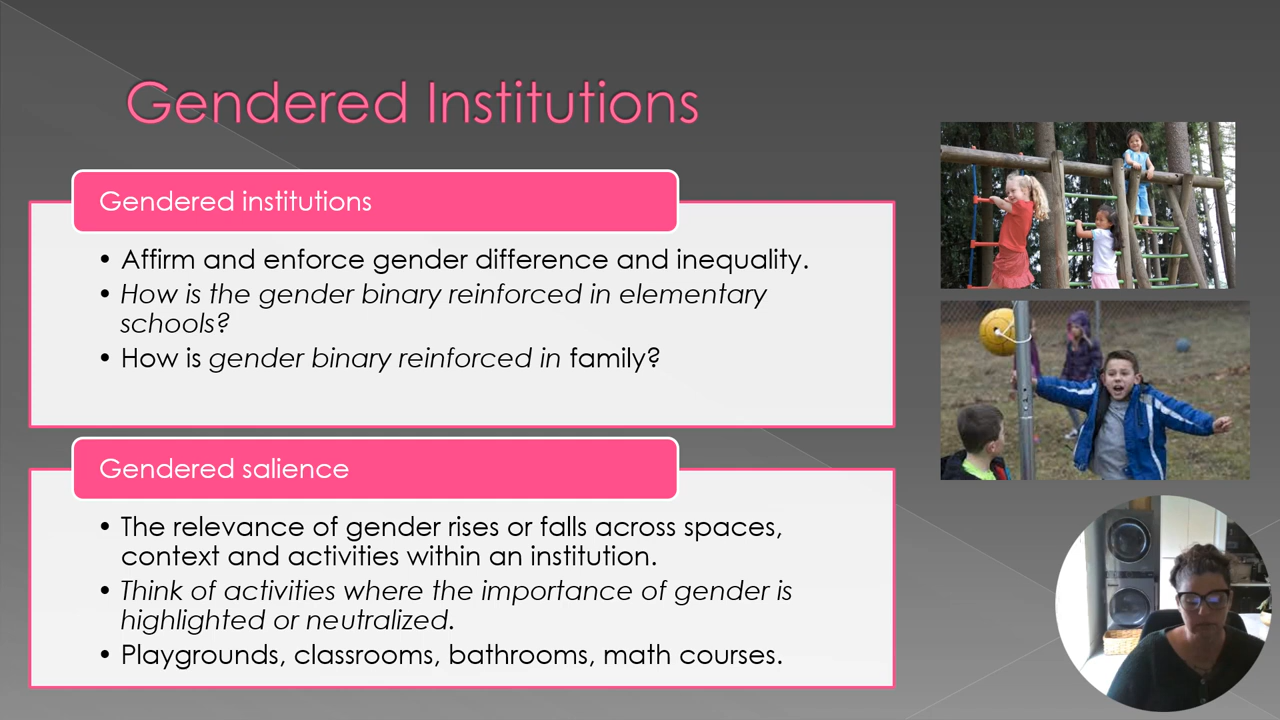 Gendered Institutions
Gendered institutions
• Affirm and enforce gender difference and inequality.
• How is the gender binary reinforced in elementary
schools?
• How is gender binary reinforced in family?
Gendered salience
• The relevance of gender rises or falls across spaces,
context and activities within an institution.
• Think of activities where the importance of gender is
highlighted or neutralized.
• Playgrounds, classrooms, bathrooms, math courses.